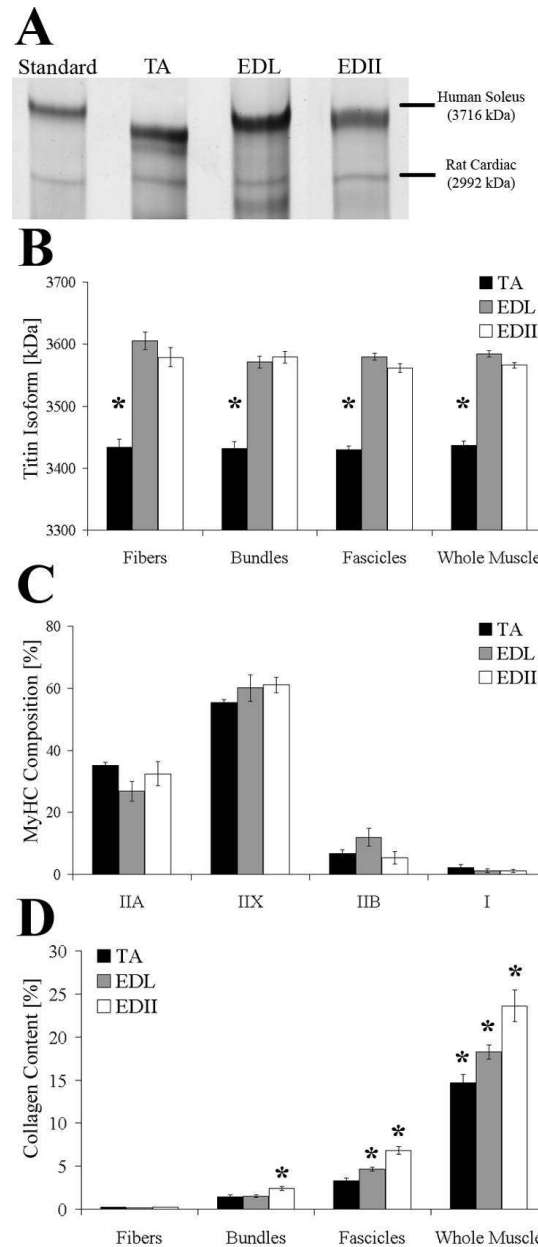 A
Standard TA EDL EDII
Human Soleus
(3716 kDa)
Rat Cardiac
(2992 kDa)
B
Titin Isoform [kDa]
3700
3600
3500
3400
3300
TA
EDL
EDII
* * * *
Fibers Bundles Fascicles Whole Muscle
C
MyHC Composition [%]
80
60
40
20
0
TA
EDL
EDII
IIA IIX IIB I
D
Collagen Content [%]
30
25
20
15
10
5
0
TA
EDL
EDII
* * * * * *
Fibers Bundles Fascicles Whole Muscle